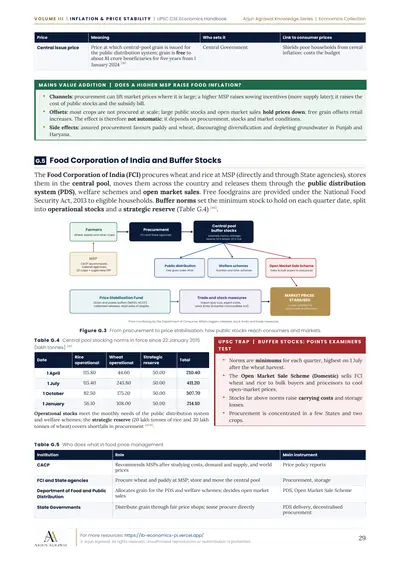 VOLUME III | INFLATION & PRICE STABILITY | UPSC CSE Economics Handbook
Arjun Agrawal Knowledge Series | Economics Collection
Price Meaning Who sets it Link to consumer prices
Central issue price
Price at which central-pool grain is issued for the public distribution system; grain is free to about 81 crore beneficiaries for five years from 1 January 2024
Central Government
Shields poor households from cereal inflation; costs the budget
MAINS VALUE ADDITION | DOES A HIGHER MSP RAISE FOOD INFLATION?
Channels: procurement can lift market prices where it is large; a higher MSP raises sowing incentives (more supply later); it raises the
cost of public stocks and the subsidy bill.
Offsets: most crops are not procured at scale; large public stocks and open market sales hold prices down; free grain offsets retail
increases. The effect is therefore not automatic: it depends on procurement, stocks and market conditions.
Side effects: assured procurement favours paddy and wheat, discouraging diversification and depleting groundwater in Punjab and
Haryana.
G.5 Food Corporation of India and Buffer Stocks
The Food Corporation of India (FCI) procures wheat and rice at MSP (directly and through State agencies), stores
them in the central pool, moves them across the country and releases them through the public distribution
system (PDS), welfare schemes and open market sales. Free foodgrains are provided under the National Food
Security Act, 2013 to eligible households. Buffer norms set the minimum stock to hold on each quarter date, split
into operational stocks and a strategic reserve (Table G.4)
Farmers
Procurement
Central pool
buffer stocks
MSP
Public distribution
Welfare schemes
Open Market Sale Scheme
Price Stabilisation Fund
Trade and stock measures
MARKET PRICES
STABILISED
Figure G.3 From procurement to price stabilisation: how public stocks reach consumers and markets.
Table G.4 Central pool stocking norms in force since 22 January 2015
(lakh tonnes).
Date Rice operational Wheat operational Strategic reserve Total
1 April 115.80 44.60 50.00 210.40
1 July 115.40 245.80 50.00 411.20
1 October 82.50 175.20 50.00 307.70
1 January 56.10 108.00 50.00 214.10
Operational stocks meet the monthly needs of the public distribution system
and welfare schemes; the strategic reserve (20 lakh tonnes of rice and 30 lakh
tonnes of wheat) covers shortfalls in procurement
UPSC TRAP | BUFFER STOCKS: POINTS EXAMINERS
TEST
Norms are minimums for each quarter, highest on 1 July
after the wheat harvest.
The Open Market Sale Scheme (Domestic) sells FCI
wheat and rice to bulk buyers and processors to cool
open-market prices.
Stocks far above norms raise carrying costs and storage
losses.
Procurement is concentrated in a few States and two
crops.
Table G.5 Who does what in food-price management
Institution Role Main instrument
CACP Recommends MSPs after studying costs, demand and supply, and world prices Price policy reports
FCI and State agencies Procure wheat and paddy at MSP; store and move the central pool Procurement, storage
Department of Food and Public Distribution Allocates grain for the PDS and welfare schemes; decides open market sales PDS, Open Market Sale Scheme
State Governments Distribute grain through fair price shops; some procure directly PDS delivery, decentralised procurement
ARJUN AGRAWAL
For more resources: https://ib-economics-pi.vercel.app/
© Arjun Agrawal. All rights reserved. Unauthorised reproduction or redistribution is prohibited.
29